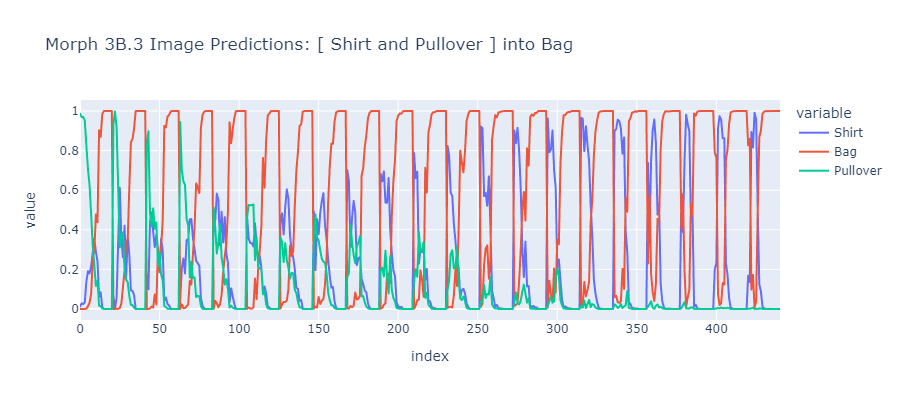 Morph 3B.3 Image Predictions: [ Shirt and Pullover ] into Bag
variable
Shirt
Bag
Pullover
value
1
0.8
0.6
0.4
0.2
0
0 50 100 150 200 250 300 350 400
index